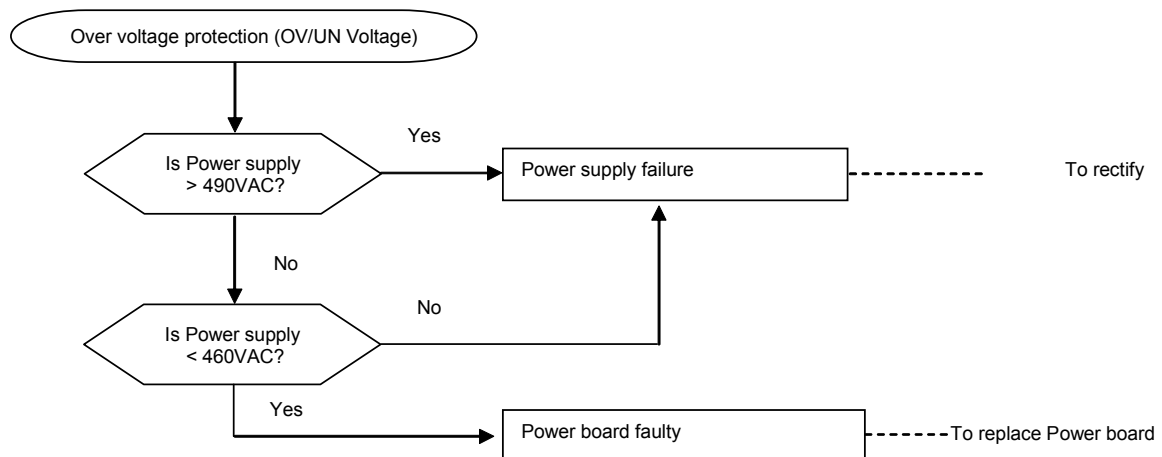 Over voltage protection (OV/UN Voltage)
Yes
Is Power supply
> 490VAC?
Power supply failure
To rectify
No
No
Is Power supply
< 460VAC?
Yes
Power board faulty
To replace Power board